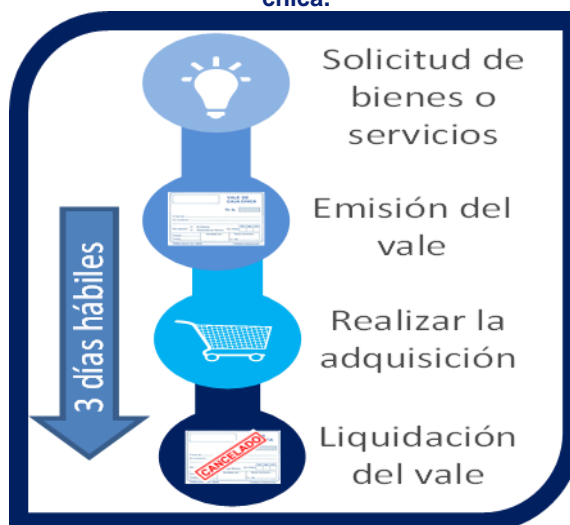 chica.
Solicitud de
bienes o
servicios
VALE DE
CAJA CHICA
Emisión del
vale
3 días hábiles
Realizar la
adquisición
CANCELADO
Liquidación
del vale